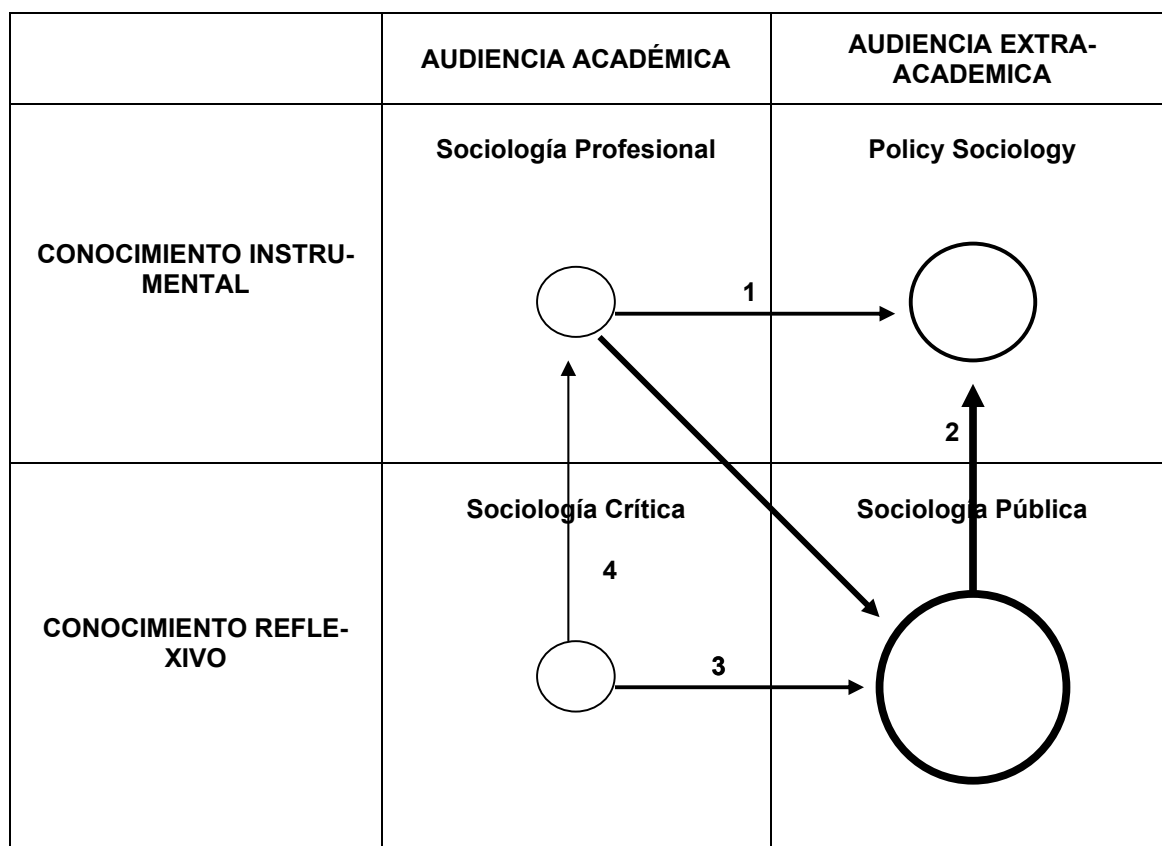 AUDIENCIA ACADÉMICA
AUDIENCIA EXTRA-
ACADEMICA
CONOCIMIENTO INSTRU-
MENTAL
Sociología Profesional
Policy Sociology
1
2
CONOCIMIENTO REFLE-
XIVO
Sociología Crítica
Sociología Pública
4
3